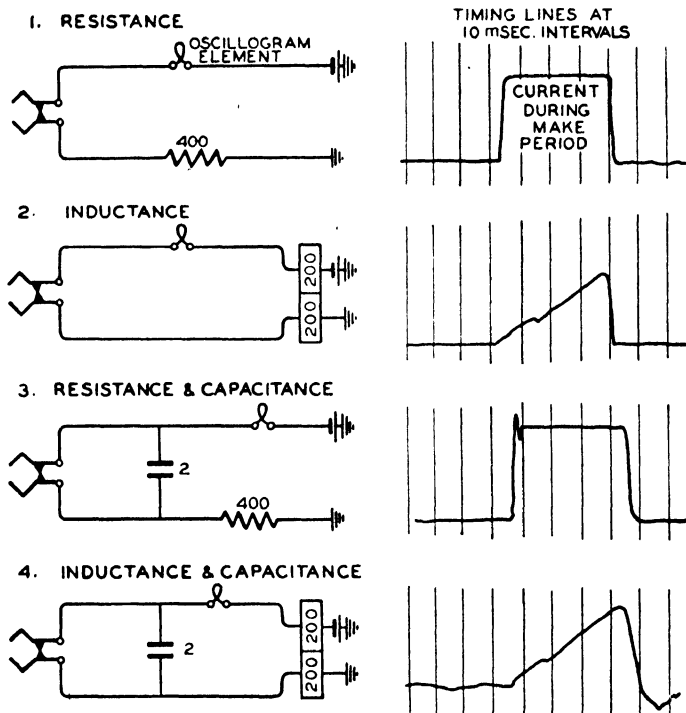 1. RESISTANCE
OSCILLOGRAM
ELEMENT
400
TIMING LINES AT
10 mSEC. INTERVALS
CURRENT
DURING
MAKE
PERIOD
2. INDUCTANCE
200
200
3. RESISTANCE & CAPACITANCE
2
400
4. INDUCTANCE & CAPACITANCE
2
200
200